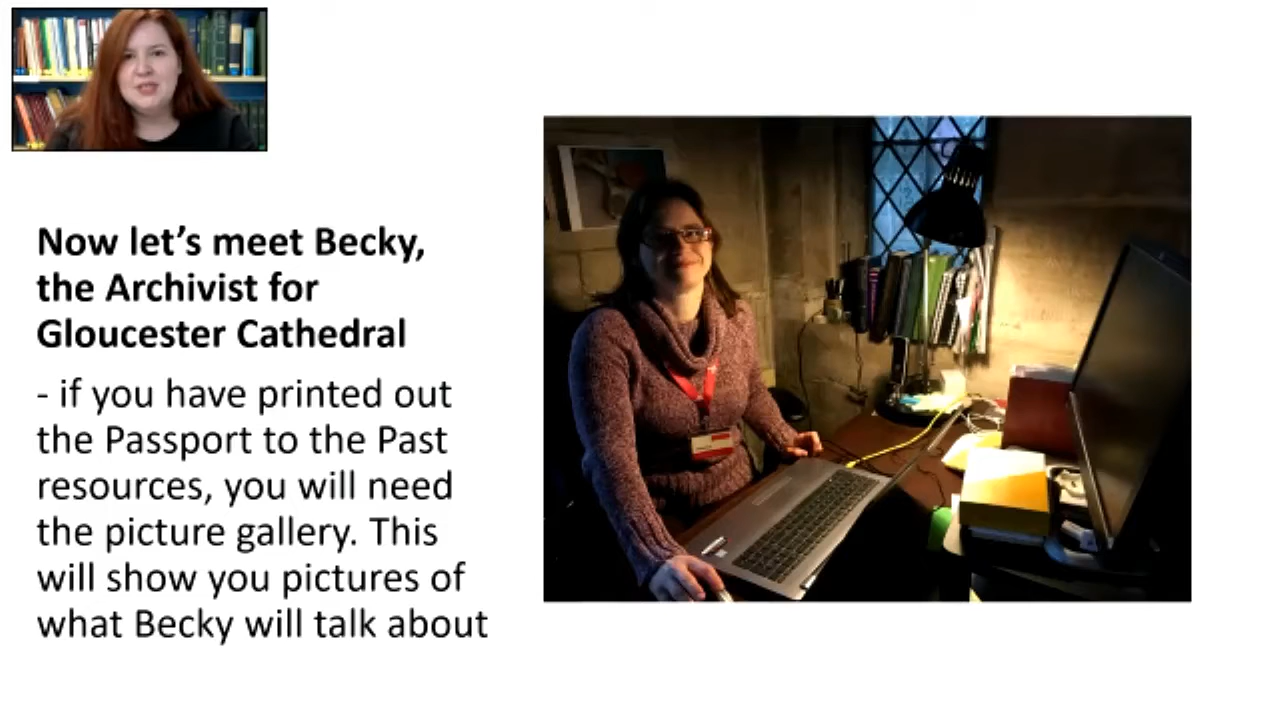 Now let’s meet Becky,
the Archivist for
Gloucester Cathedral
- if you have printed out
the Passport to the Past
resources, you will need
the picture gallery. This
will show you pictures of
what Becky will talk about